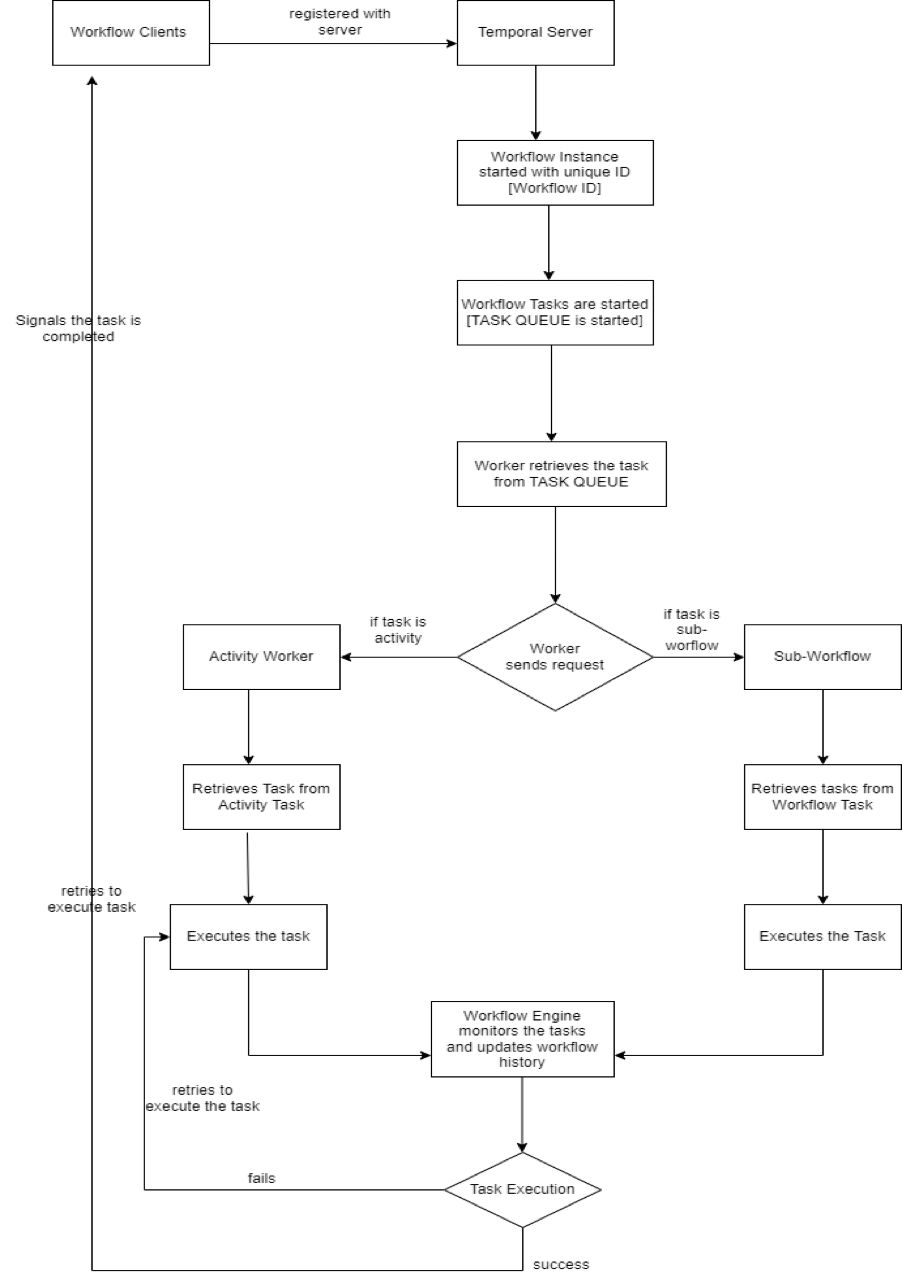 registered with
server
Workflow Clients
Temporal Server
Workflow Instance
started with unique ID
[Workflow ID]
Workflow Tasks are started
[TASK QUEUE is started]
Signals the task is
completed
Worker retrieves the task
from TASK QUEUE
if task is
activity
if task is
sub-
worflow
Activity Worker
Worker
sends request
Sub-Workflow
Retrieves Task from
Activity Task
Retrieves tasks from
Workflow Task
retries to
execute task
Executes the task
Executes the Task
Workflow Engine
monitors the tasks
and updates workflow
history
retries to
execute the task
fails
Task Execution
success